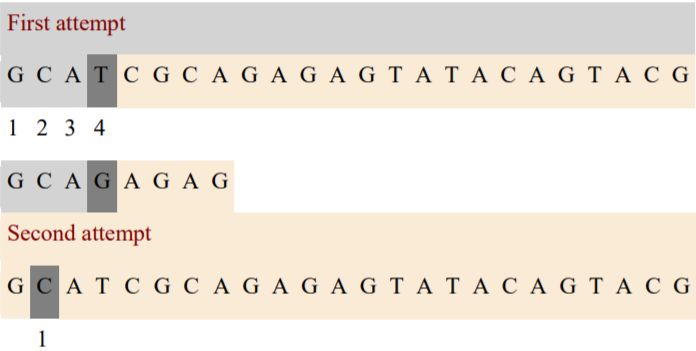 First attempt
G C A T C G C A G A G A G T A T A C A G T A C G
1 2 3 4
G C A G A G A G
Second attempt
G C A T C G C A G A G A G T A T A C A G T A C G
1